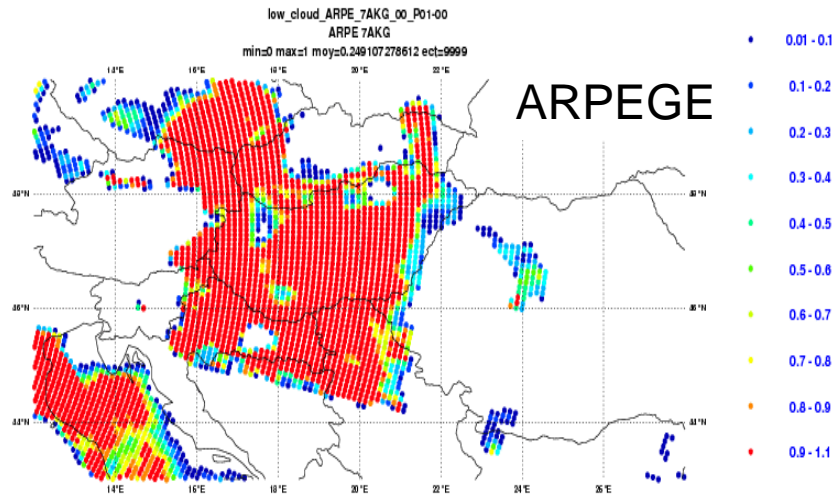 low_cloud_ARPE_7AKG_00_P01-00
ARPE 7AKG
min=0 max=1 moy=0.249107278612 ect=9999
14°E 16°E 18°E 20°E 22°E
ARPEGE
48°N 48°N
46°N 46°N
44°N 44°N
14°E 16°E 18°E 20°E 22°E 24°E 26°E
0.01 - 0.1
0.1 - 0.2
0.2 - 0.3
0.3 - 0.4
0.4 - 0.5
0.5 - 0.6
0.6 - 0.7
0.7 - 0.8
0.8 - 0.9
0.9 - 1.1